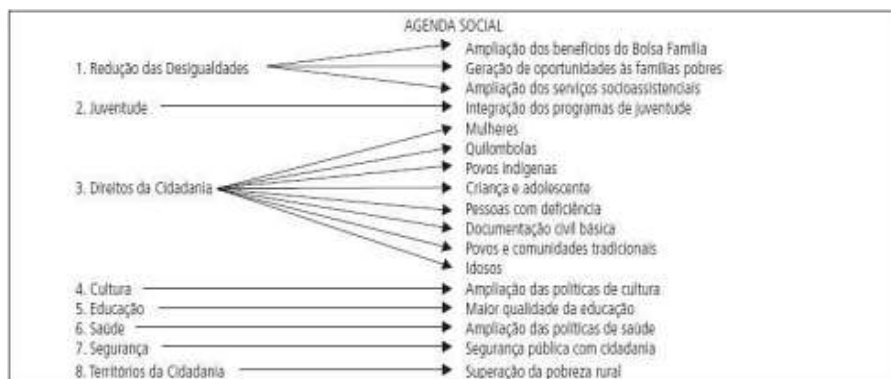 AGENDA SOCIAL
1. Redução das Desigualdades
Ampliação dos benefícios do Bolsa Família
Geração de oportunidades às famílias pobres
Ampliação dos serviços socioassistenciais
2. Juventude
Integração dos programas de juventude
3. Direitos da Cidadania
Mulheres
Quilombolas
Povos Indígenas
Criança e adolescente
Pessoas com deficiência
Documentação civil básica
Povos e comunidades tradicionais
Idosos
4. Cultura
Ampliação das políticas de cultura
5. Educação
Maior qualidade da educação
6. Saúde
Ampliação das políticas de saúde
7. Segurança
Segurança pública com cidadania
8. Territórios da Cidadania
Superação da pobreza rural